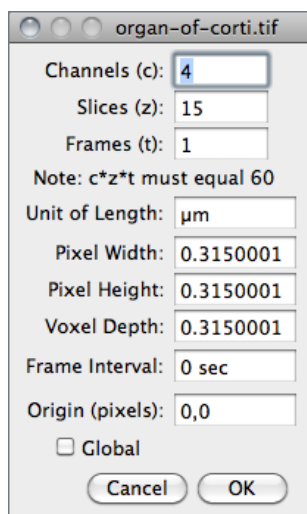 organ-of-corti.tif
Channels (c): 4
Slices (z): 15
Frames (t): 1
Note: c*z*t must equal 60
Unit of Length: µm
Pixel Width: 0.3150001
Pixel Height: 0.3150001
Voxel Depth: 0.3150001
Frame Interval: 0 sec
Origin (pixels): 0,0
Global
Cancel OK